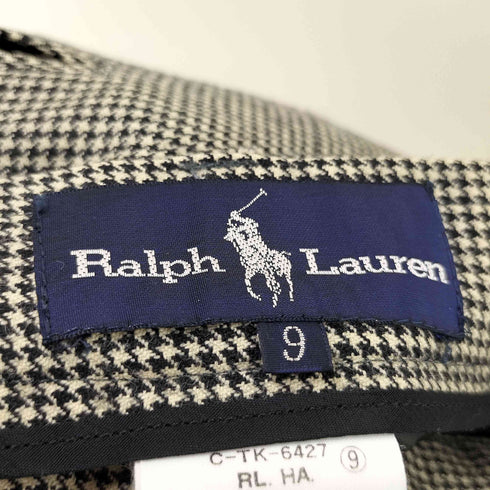 Ralph Lauren
9
C-TK-6427 ⑨
RL. HA.